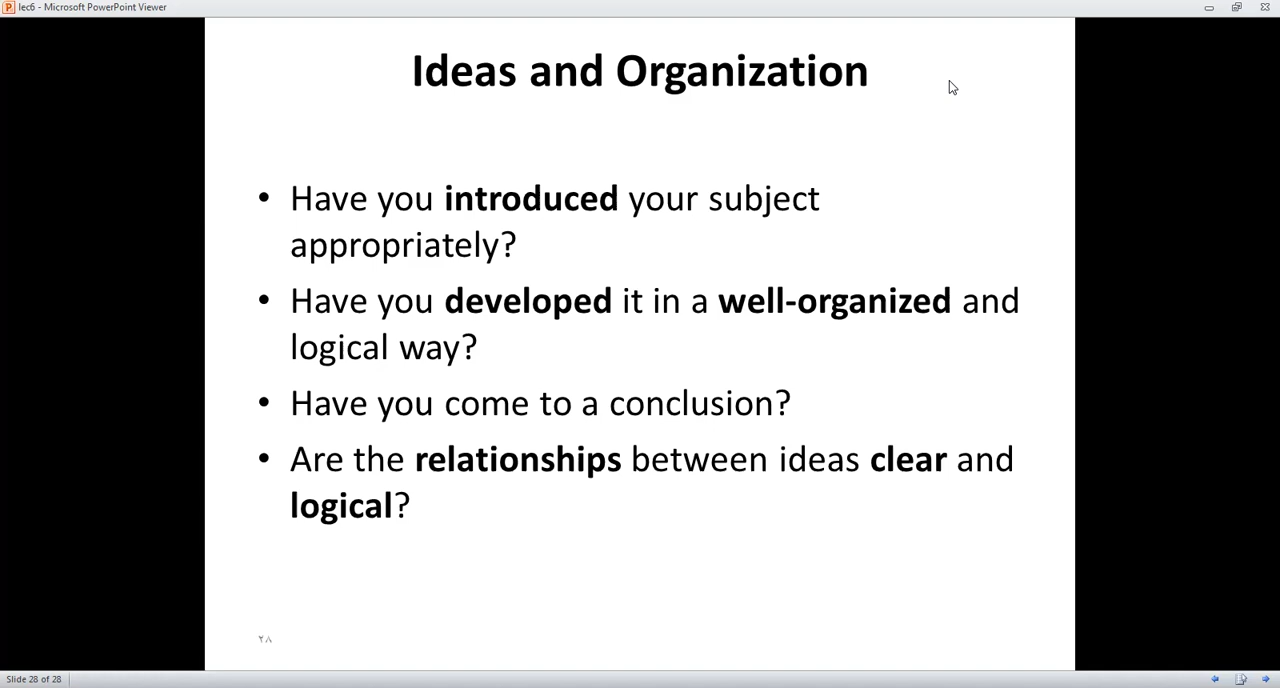 lec6 - Microsoft PowerPoint Viewer
Ideas and Organization
• Have you introduced your subject
appropriately?
• Have you developed it in a well-organized and
logical way?
• Have you come to a conclusion?
• Are the relationships between ideas clear and
logical?
٢٨
Slide 28 of 28